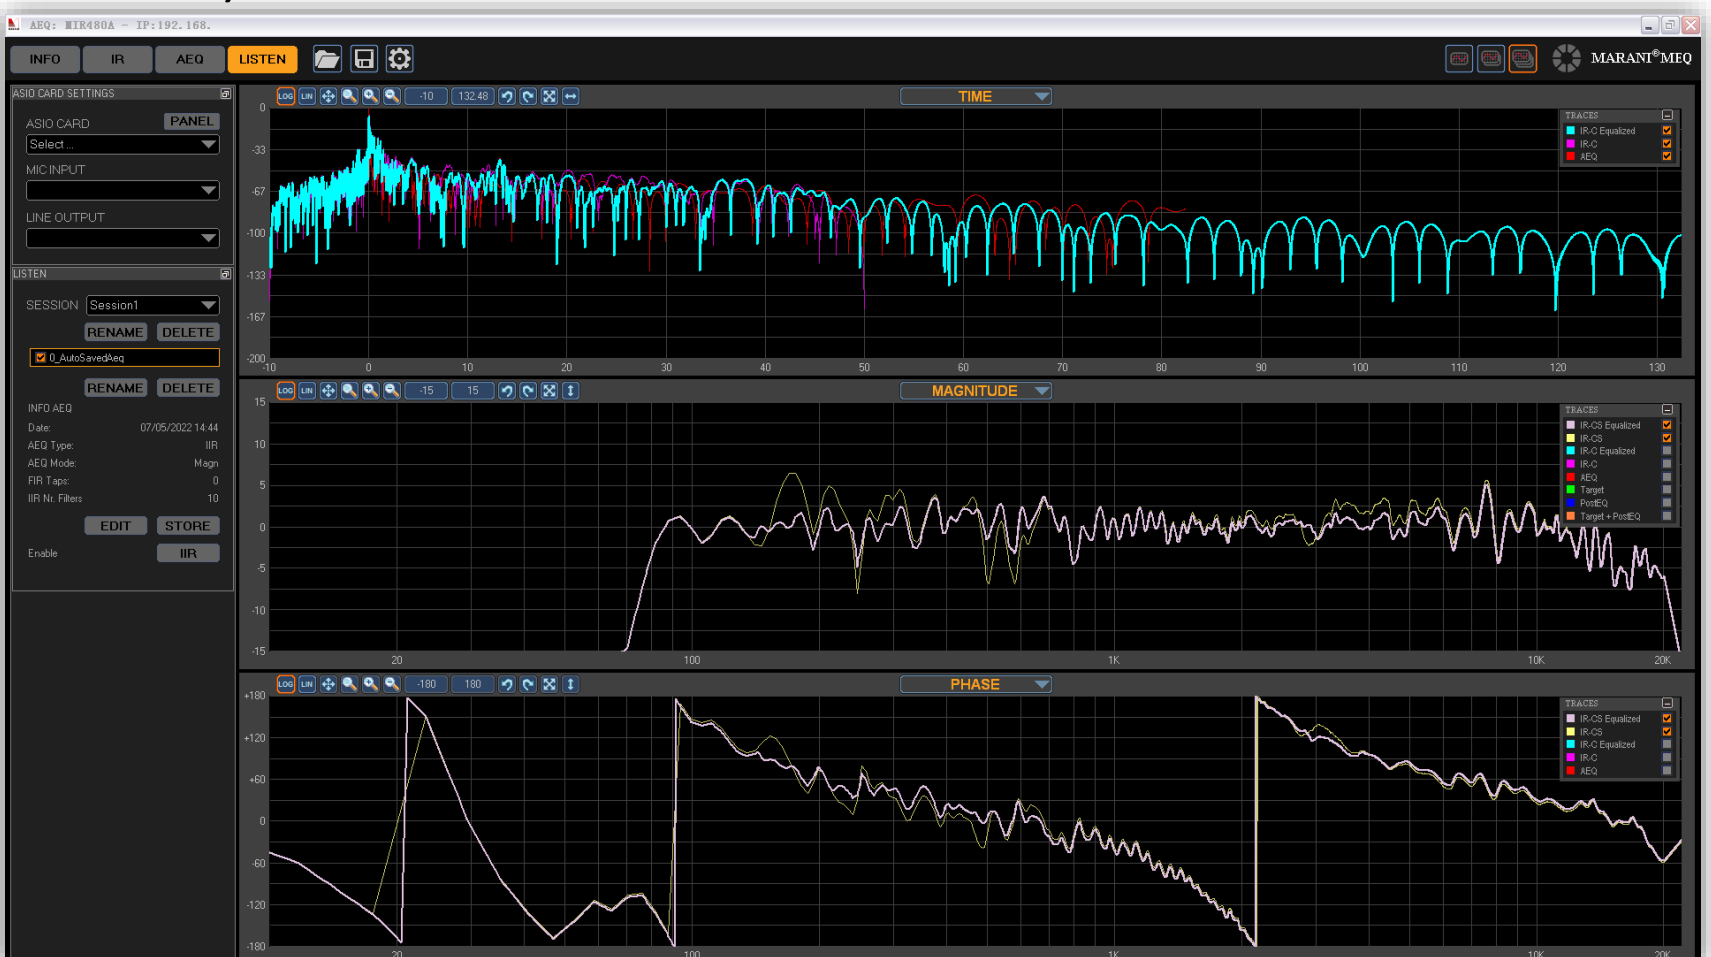 AEQ: MIR480A - IP:192.168.
INFO
IR
AEQ
LISTEN
MARANI®MEQ
ASIO CARD SETTINGS
ASIO CARD
PANEL
Select ...
MIC INPUT
LINE OUTPUT
LISTEN
SESSION
Session1
RENAME DELETE
0_AutoSavedAeq
RENAME DELETE
INFO AEQ
Date: 07/05/2022 14:44
AEQ Type: IIR
AEQ Mode: Magn
FIR Taps: 0
IIR Nr. Filters 10
EDIT STORE
Enable IIR
LOG LIN -10 132.48
TIME
TRACES
IR-C Equalized
IR-C
AEQ
0
-33
-67
-100
-133
-167
-200
-10 0 10 20 30 40 50 60 70 80 90 100 110 120 130
LOG LIN -15 15
MAGNITUDE
TRACES
IR-CS Equalized
IR-CS
IR-C Equalized
IR-C
AEQ
Target
PostEQ
Target + PostEQ
15
10
5
0
-5
-10
-15
20 100 1K 10K 20K
LOG LIN -180 180
PHASE
TRACES
IR-CS Equalized
IR-CS
IR-C Equalized
IR-C
AEQ
+180
+120
+60
0
-60
-120
-180
20 100 1K 10K 20K